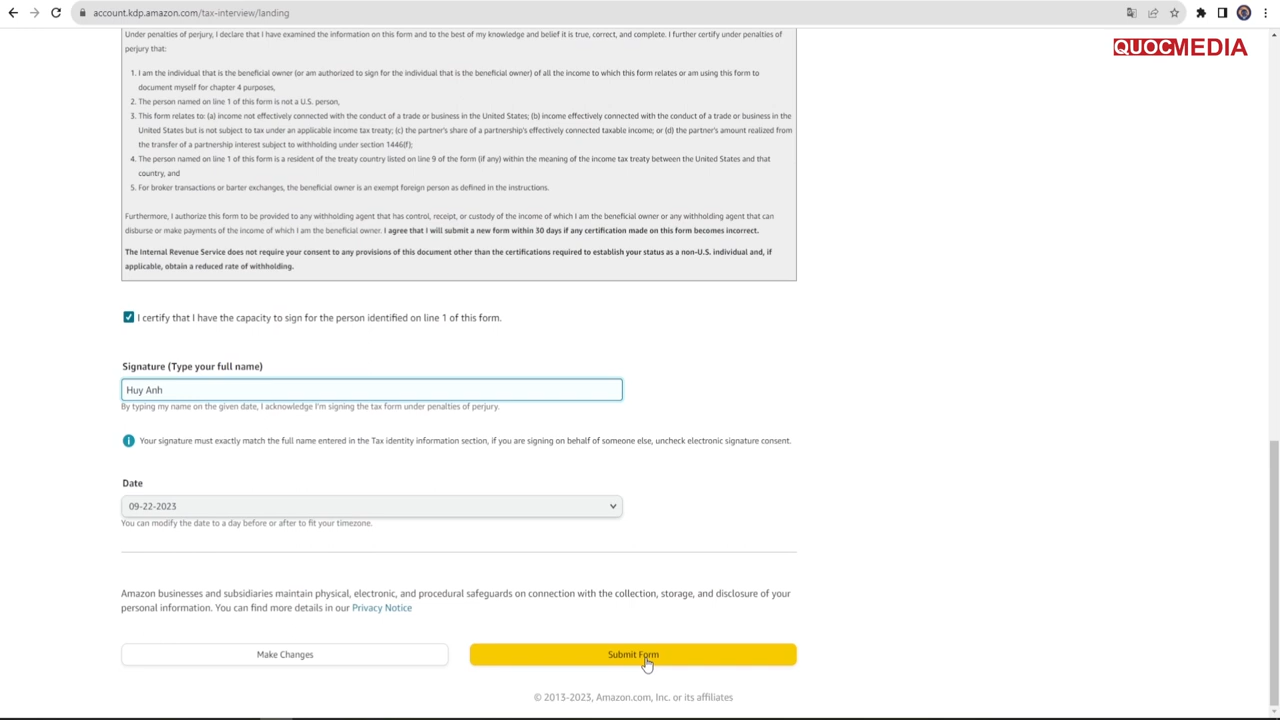 account.kdp.amazon.com/tax-interview/landing
QUOCMEDIA
Under penalties of perjury, I declare that I have examined the information on this form and to the best of my knowledge and belief it is true, correct, and complete. I further certify under penalties of
perjury that:
1. I am the individual that is the beneficial owner (or am authorized to sign for the individual that is the beneficial owner) of all the income to which this form relates or am using this form to
document myself for chapter 4 purposes,
2. The person named on line 1 of this form is not a U.S. person,
3. This form relates to: (a) income not effectively connected with the conduct of a trade or business in the United States; (b) income effectively connected with the conduct of a trade or business in the
United States but is not subject to tax under an applicable income tax treaty; (c) the partner's share of a partnership's effectively connected taxable income; or (d) the partner's amount realized from
the transfer of a partnership interest subject to withholding under section 1446(f);
4. The person named on line 1 of this form is a resident of the treaty country listed on line 9 of the form (if any) within the meaning of the income tax treaty between the United States and that
country, and
5. For broker transactions or barter exchanges, the beneficial owner is an exempt foreign person as defined in the instructions.
Furthermore, I authorize this form to be provided to any withholding agent that has control, receipt, or custody of the income of which I am the beneficial owner or any withholding agent that can
disburse or make payments of the income of which I am the beneficial owner. I agree that I will submit a new form within 30 days if any certification made on this form becomes incorrect.
The Internal Revenue Service does not require your consent to any provisions of this document other than the certifications required to establish your status as a non-U.S. individual and, if
applicable, obtain a reduced rate of withholding.
I certify that I have the capacity to sign for the person identified on line 1 of this form.
Signature (Type your full name)
Huy Anh
By typing my name on the given date, I acknowledge I'm signing the tax form under penalties of perjury.
Your signature must exactly match the full name entered in the Tax identity information section, if you are signing on behalf of someone else, uncheck electronic signature consent.
Date
09-22-2023
You can modify the date to a day before or after to fit your timezone.
Amazon businesses and subsidiaries maintain physical, electronic, and procedural safeguards on connection with the collection, storage, and disclosure of your
personal information. You can find more details in our Privacy Notice
Make Changes
Submit Form
© 2013-2023, Amazon.com, Inc. or its affiliates